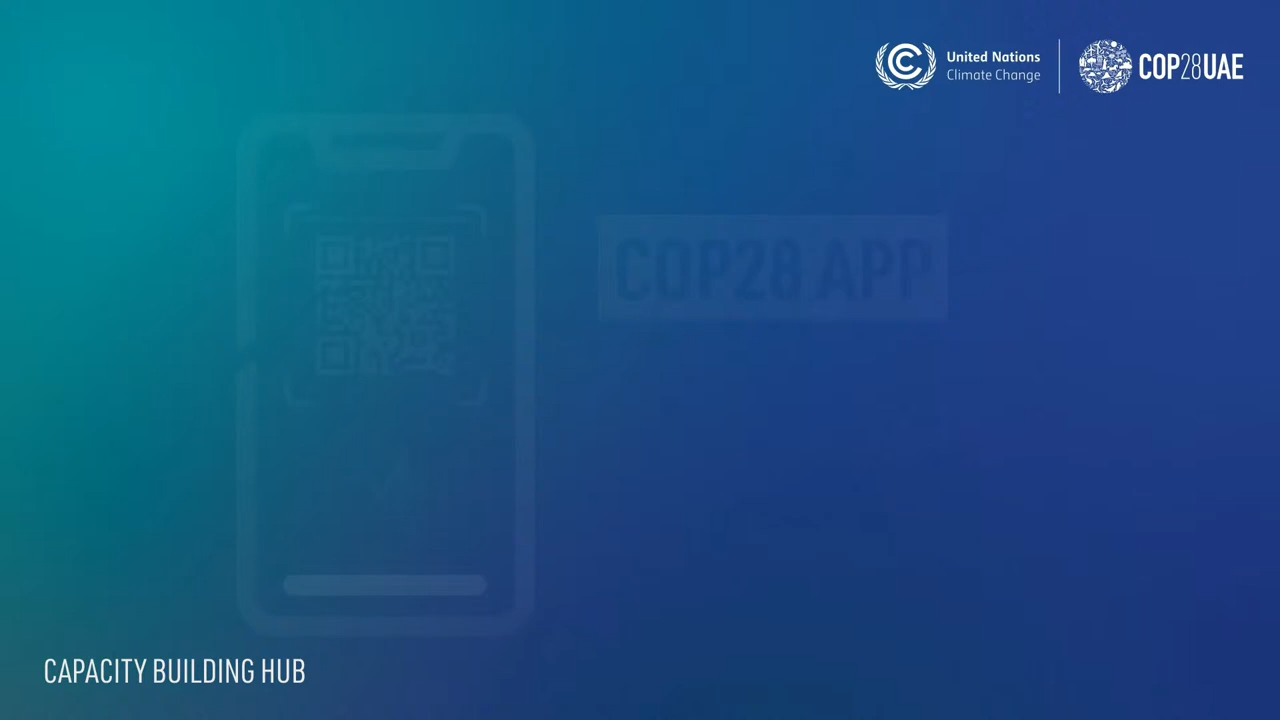 United Nations
Climate Change
COP28UAE
COP28 APP
CAPACITY BUILDING HUB